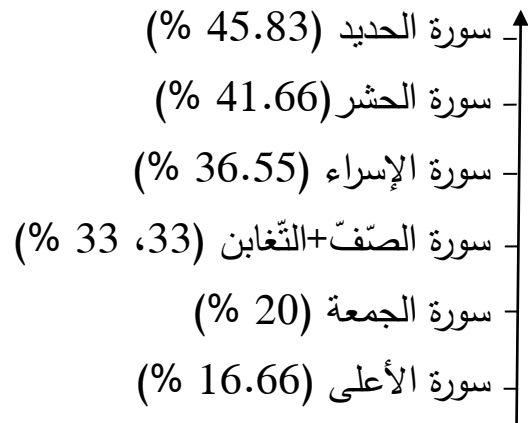 سورة الحديد (45.83 %)
سورة الحشر (41.66 %)
سورة الإسراء (36.55 %)
سورة الصّفّ+التّغابن (33، 33 %)
سورة الجمعة (20 %)
سورة الأعلى (16.66 %)